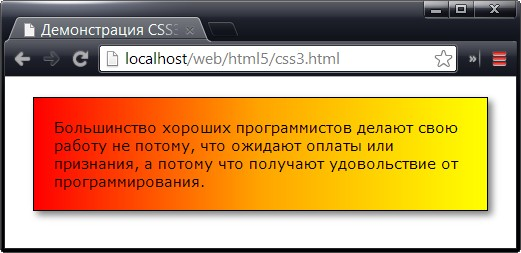 Демонстрация CSS3
localhost/web/html5/css3.html
»
Большинство хороших программистов делают свою
работу не потому, что ожидают оплаты или
признания, а потому что получают удовольствие от
программирования.